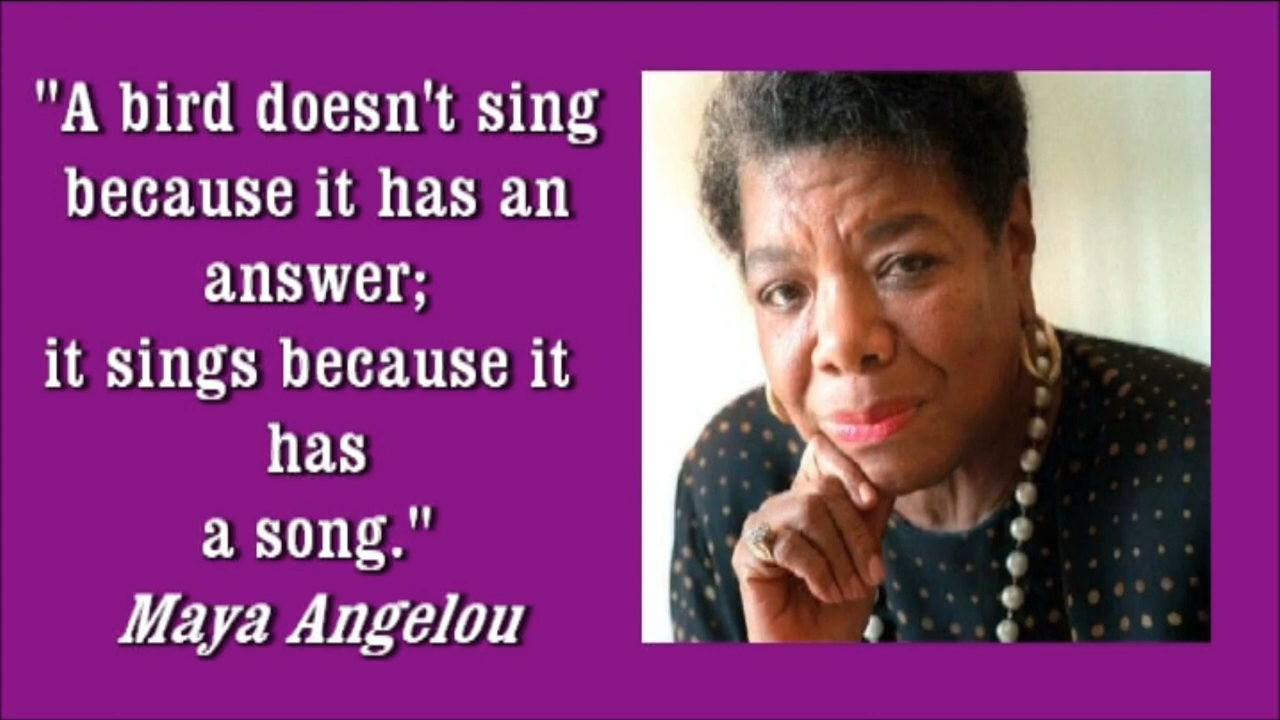 "A bird doesn't sing
because it has an
answer;
it sings because it
has
a song."
Maya Angelou